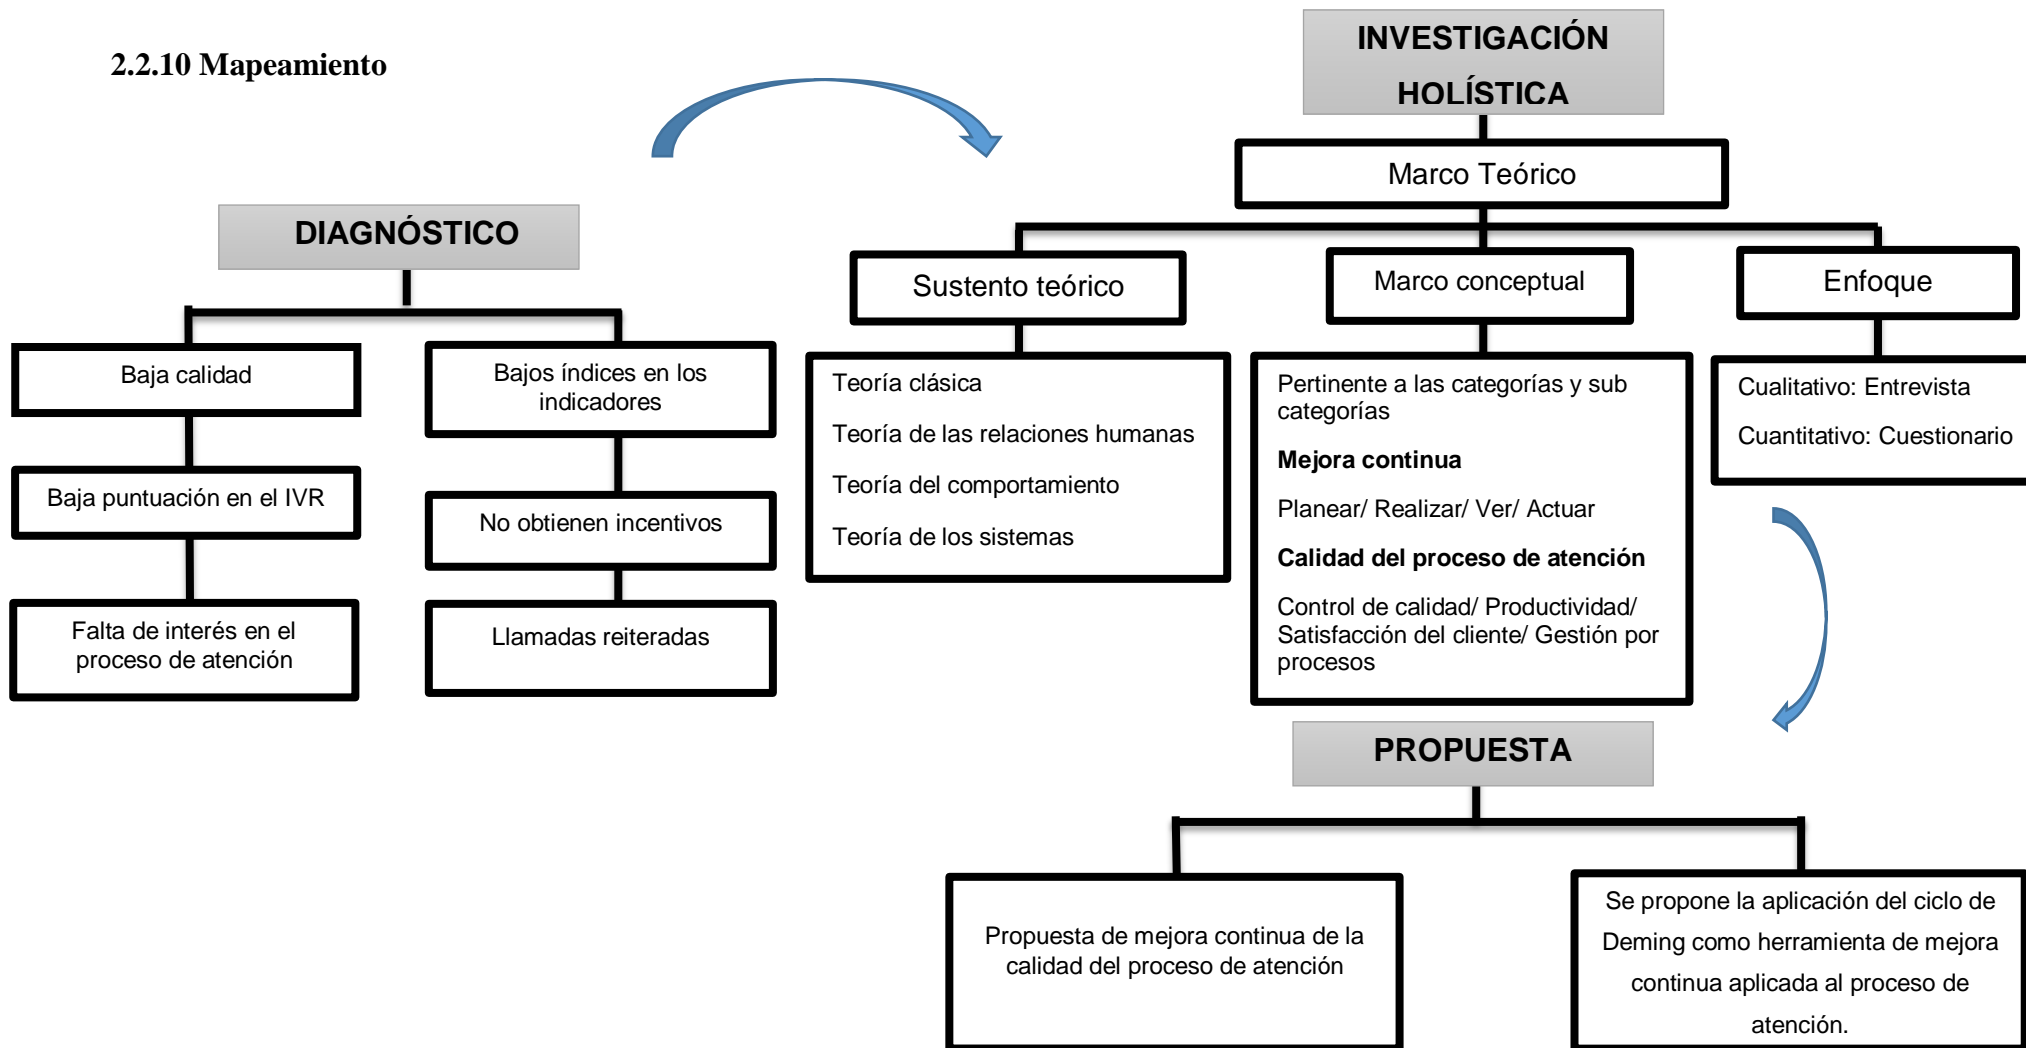 2.2.10 Mapeamiento
INVESTIGACIÓN
HOLÍSTICA
Marco Teórico
DIAGNÓSTICO
Sustento teórico
Marco conceptual
Enfoque
Baja calidad
Bajos índices en los
indicadores
Baja puntuación en el IVR
No obtienen incentivos
Falta de interés en el
proceso de atención
Llamadas reiteradas
Teoría clásica
Teoría de las relaciones humanas
Teoría del comportamiento
Teoría de los sistemas
Pertinente a las categorías y sub
categorías
Mejora continua
Planear/ Realizar/ Ver/ Actuar
Calidad del proceso de atención
Control de calidad/ Productividad/
Satisfacción del cliente/ Gestión por
procesos
Cualitativo: Entrevista
Cuantitativo: Cuestionario
PROPUESTA
Propuesta de mejora continua de la
calidad del proceso de atención
Se propone la aplicación del ciclo de
Deming como herramienta de mejora
continua aplicada al proceso de
atención.